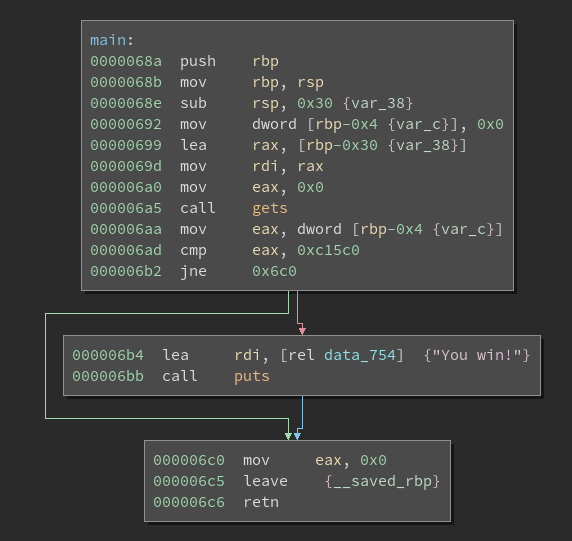 main:
0000068a push rbp
0000068b mov rbp, rsp
0000068e sub rsp, 0x30 {var_38}
00000692 mov dword [rbp-0x4 {var_c}], 0x0
00000699 lea rax, [rbp-0x30 {var_38}]
0000069d mov rdi, rax
000006a0 mov eax, 0x0
000006a5 call gets
000006aa mov eax, dword [rbp-0x4 {var_c}]
000006ad cmp eax, 0xc15c0
000006b2 jne 0x6c0
000006b4 lea rdi, [rel data_754] {"You win!"}
000006bb call puts
000006c0 mov eax, 0x0
000006c5 leave {__saved_rbp}
000006c6 retn